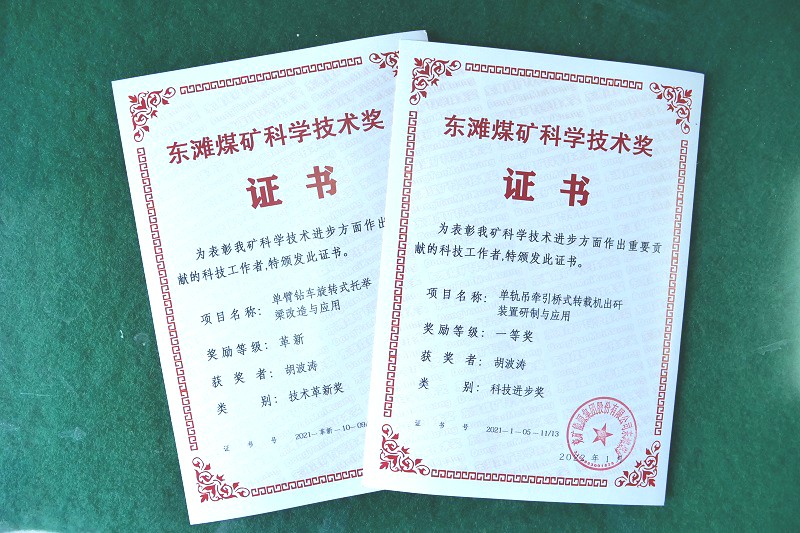 东滩煤矿科学技术奖
证书
为表彰我矿科学技术进步方面作出
献的科技工作者,特颁发此证书。
项目名称: 单臂钻车旋转式托举
梁改造与应用
奖励等级: 革新
获奖者: 胡波涛
类别: 技术革新奖
证书号 2021-革新-10-09
东滩煤矿科学技术奖
证书
为表彰我矿科学技术进步方面作出重要贡
献的科技工作者,特颁发此证书。
项目名称: 单轨吊牵引桥式转载机出矸
装置研制与应用
奖励等级: 一等奖
获奖者: 胡波涛
类别: 科技进步奖
证书号 2021-1-05-11/13